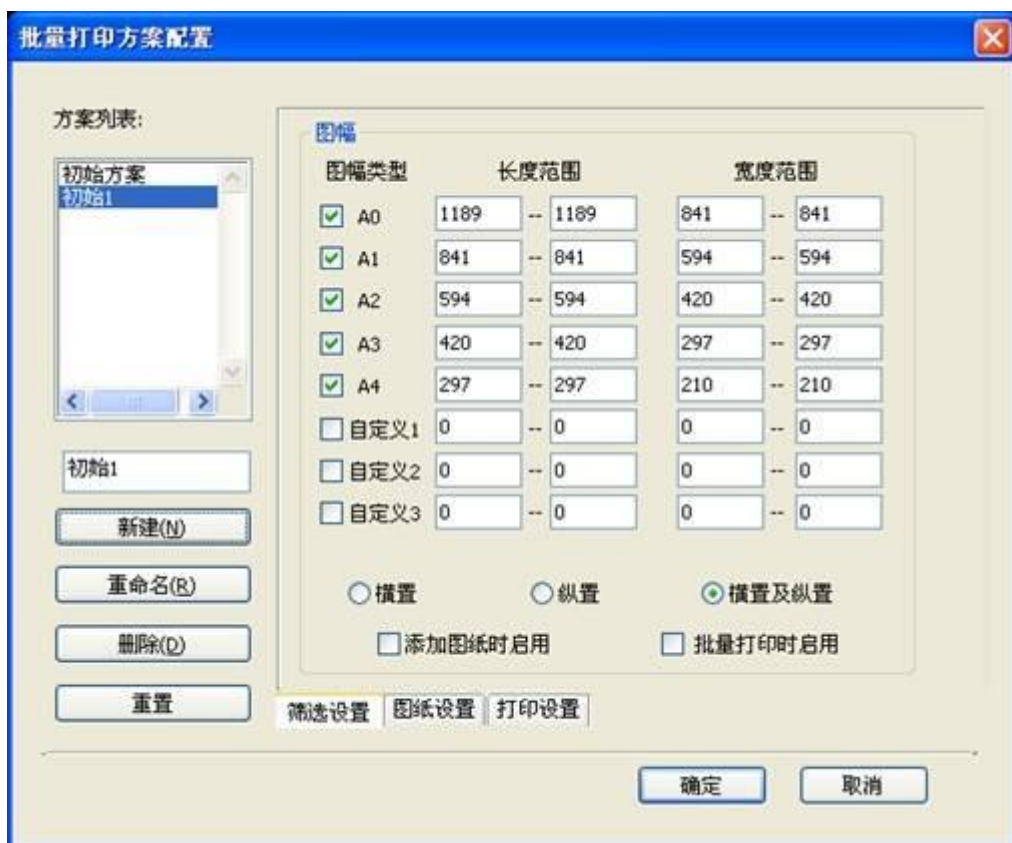 批量打印方案配置
方案列表:
初始方案
初始1
初始1
新建(N)
重命名(R)
删除(D)
重置
图幅
图幅类型 长度范围 宽度范围
A0 1189 -- 1189 841 -- 841
A1 841 -- 841 594 -- 594
A2 594 -- 594 420 -- 420
A3 420 -- 420 297 -- 297
A4 297 -- 297 210 -- 210
自定义1 0 -- 0 0 -- 0
自定义2 0 -- 0 0 -- 0
自定义3 0 -- 0 0 -- 0
横置 纵置 横置及纵置
添加图纸时启用 批量打印时启用
筛选设置 图纸设置 打印设置
确定 取消